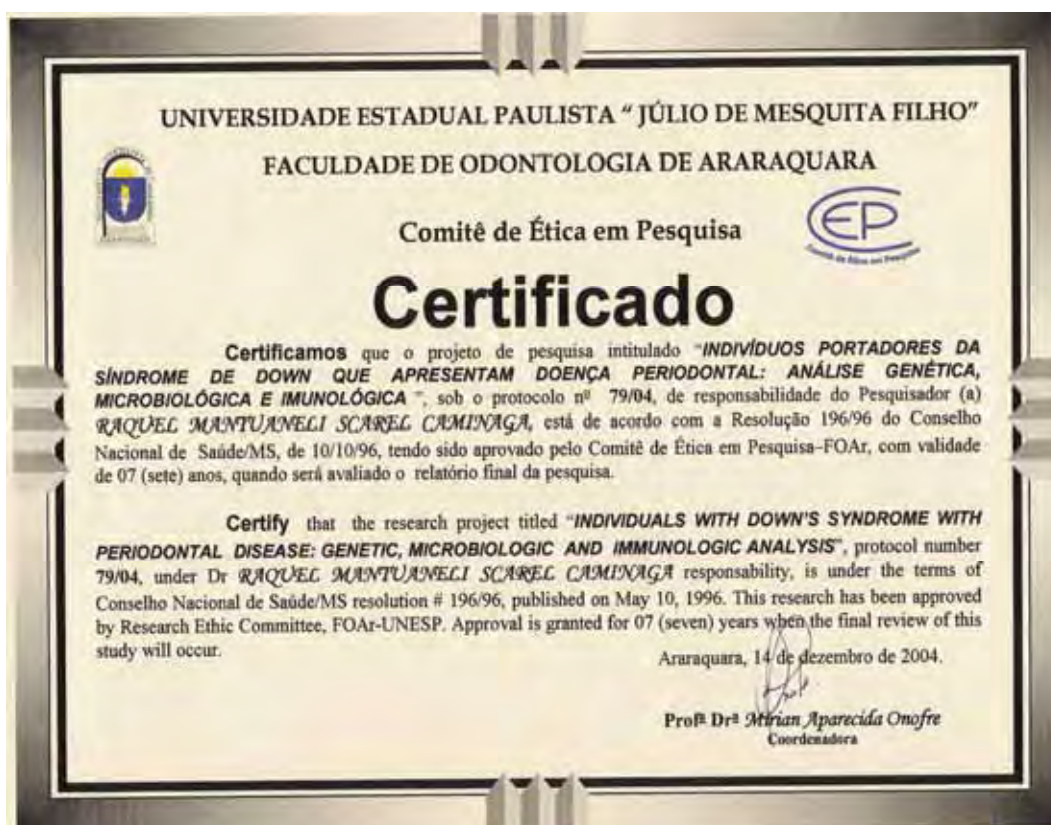 UNIVERSIDADE ESTADUAL PAULISTA “ JÚLIO DE MESQUITA FILHO”
FACULDADE DE ODONTOLOGIA DE ARARAQUARA
Comitê de Ética em Pesquisa
CEP
Comitê de Ética em Pesquisa
Certificado
Certificamos que o projeto de pesquisa intitulado “INDIVÍDUOS PORTADORES DA
SÍNDROME DE DOWN QUE APRESENTAM DOENÇA PERIODONTAL: ANÁLISE GENÉTICA,
MICROBIOLÓGICA E IMUNOLÓGICA ”, sob o protocolo nº 79/04, de responsabilidade do Pesquisador (a)
RAQUEL MANTUANELI SCAREL CAMINAGA, está de acordo com a Resolução 196/96 do Conselho
Nacional de Saúde/MS, de 10/10/96, tendo sido aprovado pelo Comitê de Ética em Pesquisa-FOAr, com validade
de 07 (sete) anos, quando será avaliado o relatório final da pesquisa.
Certify that the research project titled “INDIVIDUALS WITH DOWN'S SYNDROME WITH
PERIODONTAL DISEASE: GENETIC, MICROBIOLOGIC AND IMMUNOLOGIC ANALYSIS”, protocol number
79/04, under Dr RAQUEL MANTUANELI SCAREL CAMINAGA responsability, is under the terms of
Conselho Nacional de Saúde/MS resolution # 196/96, published on May 10, 1996. This research has been approved
by Research Ethic Committee, FOAr-UNESP. Approval is granted for 07 (seven) years when the final review of this
study will occur.
Araraquara, 14 de dezembro de 2004.
Profª Drª Mirian Aparecida Onofre
Coordenadora